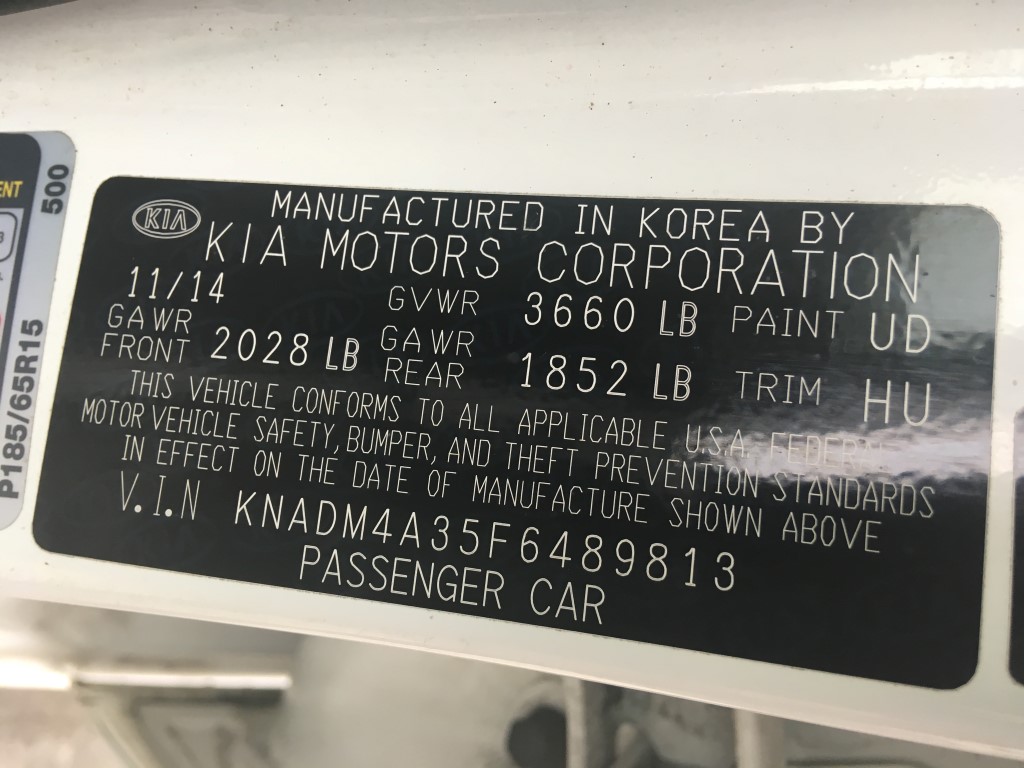 ENT
500
P185/65R15
KIA
MANUFACTURED IN KOREA BY
KIA MOTORS CORPORATION
11/14 GVWR 3660 LB PAINT UD
GAWR FRONT 2028 LB GAWR REAR 1852 LB TRIM HU
THIS VEHICLE CONFORMS TO ALL APPLICABLE U.S.A. FEDERAL
MOTOR VEHICLE SAFETY, BUMPER, AND THEFT PREVENTION STANDARDS
IN EFFECT ON THE DATE OF MANUFACTURE SHOWN ABOVE
V.I.N KNADM4A35F6489813
PASSENGER CAR